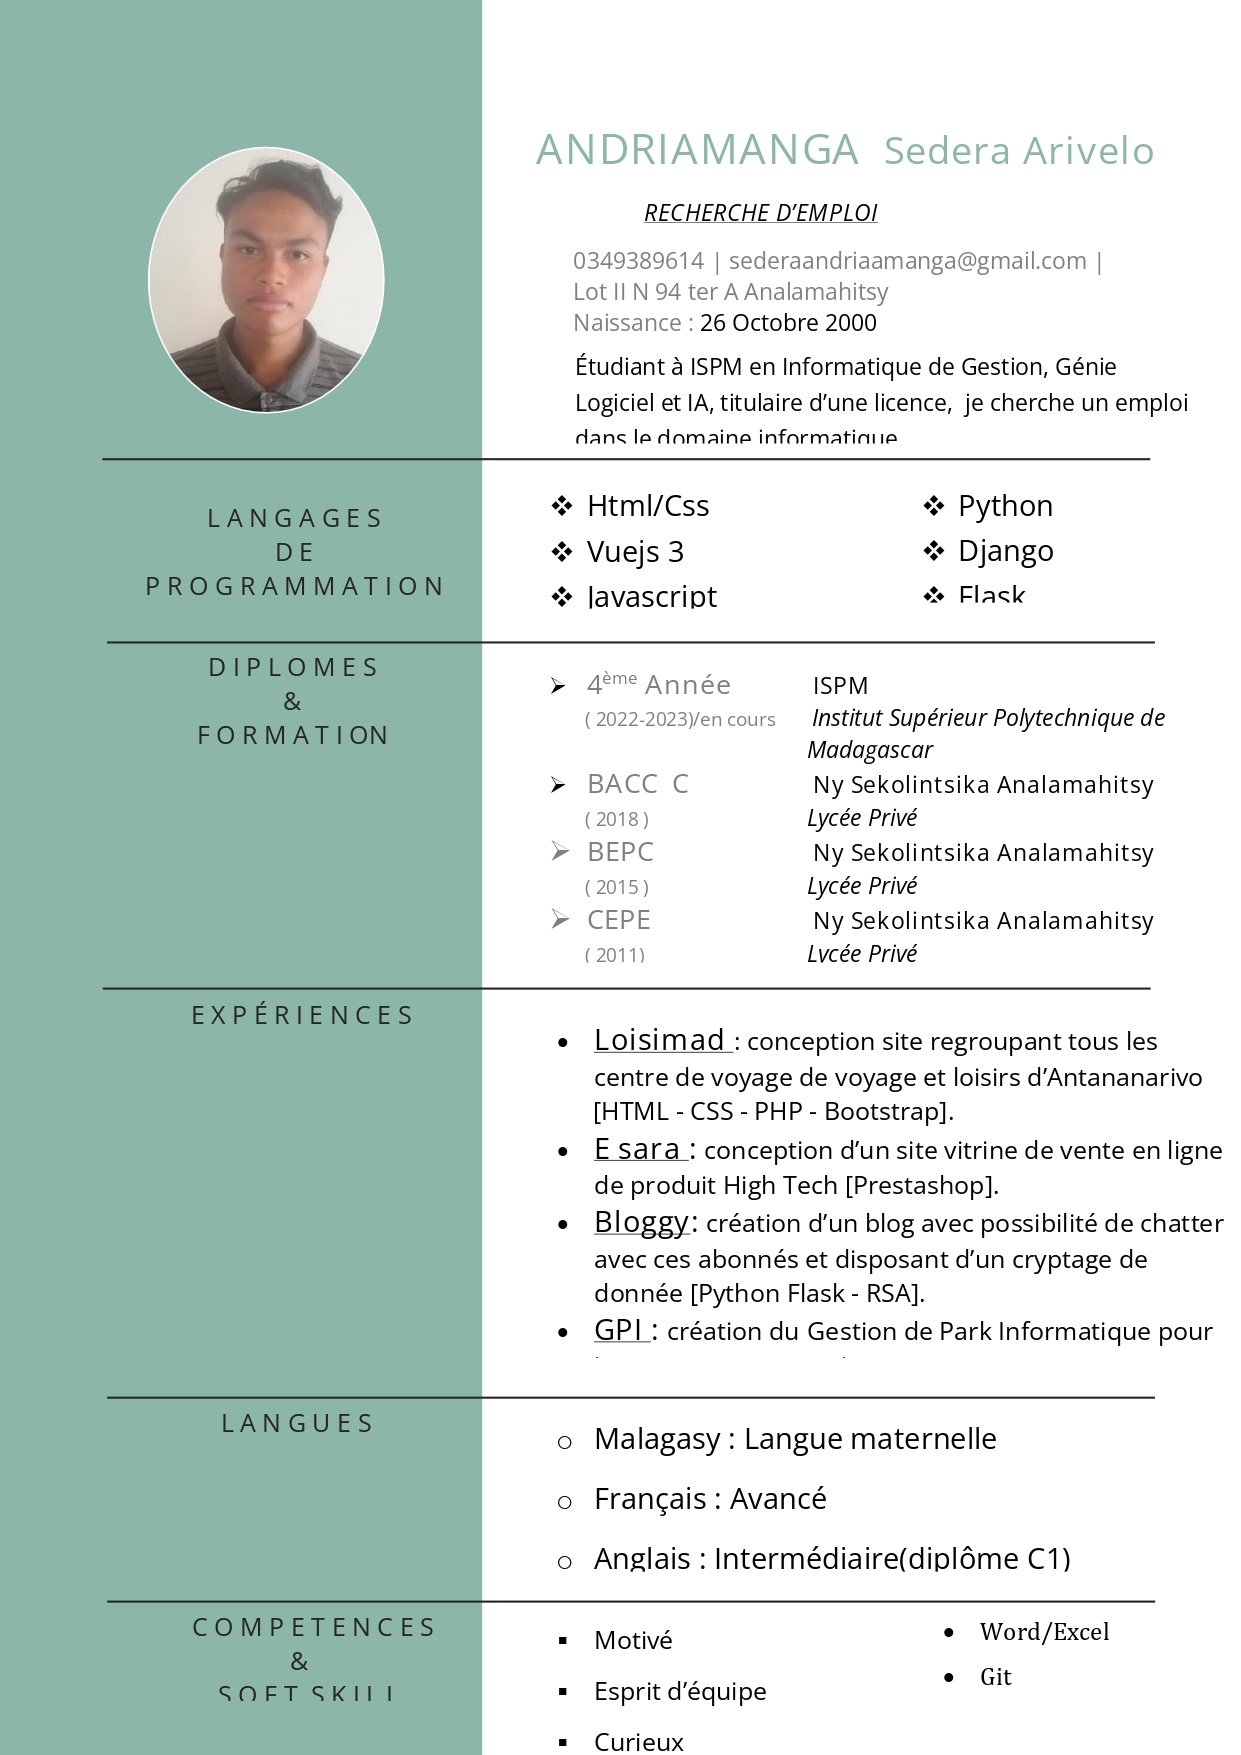 ANDRIAMANGA Sedera Arivelo
RECHERCHE D’EMPLOI
0349389614 | sederaandriaamanga@gmail.com |
Lot II N 94 ter A Analamahitsy
Naissance : 26 Octobre 2000
Étudiant à ISPM en Informatique de Gestion, Génie
Logiciel et IA, titulaire d’une licence, je cherche un emploi
dans le domaine informatique
LANGAGES
DE
PROGRAMMATION
❖ Html/Css
❖ Vuejs 3
❖ Javascript
❖ Python
❖ Django
❖ Flask
DIPLOMES
&
FORMATION
➢ 4ème Année ISPM
( 2022-2023)/en cours Institut Supérieur Polytechnique de
Madagascar
➢ BACC C Ny Sekolintsika Analamahitsy
( 2018 ) Lycée Privé
➢ BEPC Ny Sekolintsika Analamahitsy
( 2015 ) Lycée Privé
➢ CEPE Ny Sekolintsika Analamahitsy
( 2011) Lycée Privé
EXPÉRIENCES
• Loisimad : conception site regroupant tous les
centre de voyage de voyage et loisirs d’Antananarivo
[HTML - CSS - PHP - Bootstrap].
• E sara : conception d’un site vitrine de vente en ligne
de produit High Tech [Prestashop].
• Bloggy: création d’un blog avec possibilité de chatter
avec ces abonnés et disposant d’un cryptage de
donnée [Python Flask - RSA].
• GPI : création du Gestion de Park Informatique pour
LANGUES
o Malagasy : Langue maternelle
o Français : Avancé
o Anglais : Intermédiaire(diplôme C1)
COMPETENCES
&
SOFT SKILL
▪ Motivé
▪ Esprit d’équipe
▪ Curieux
• Word/Excel
• Git